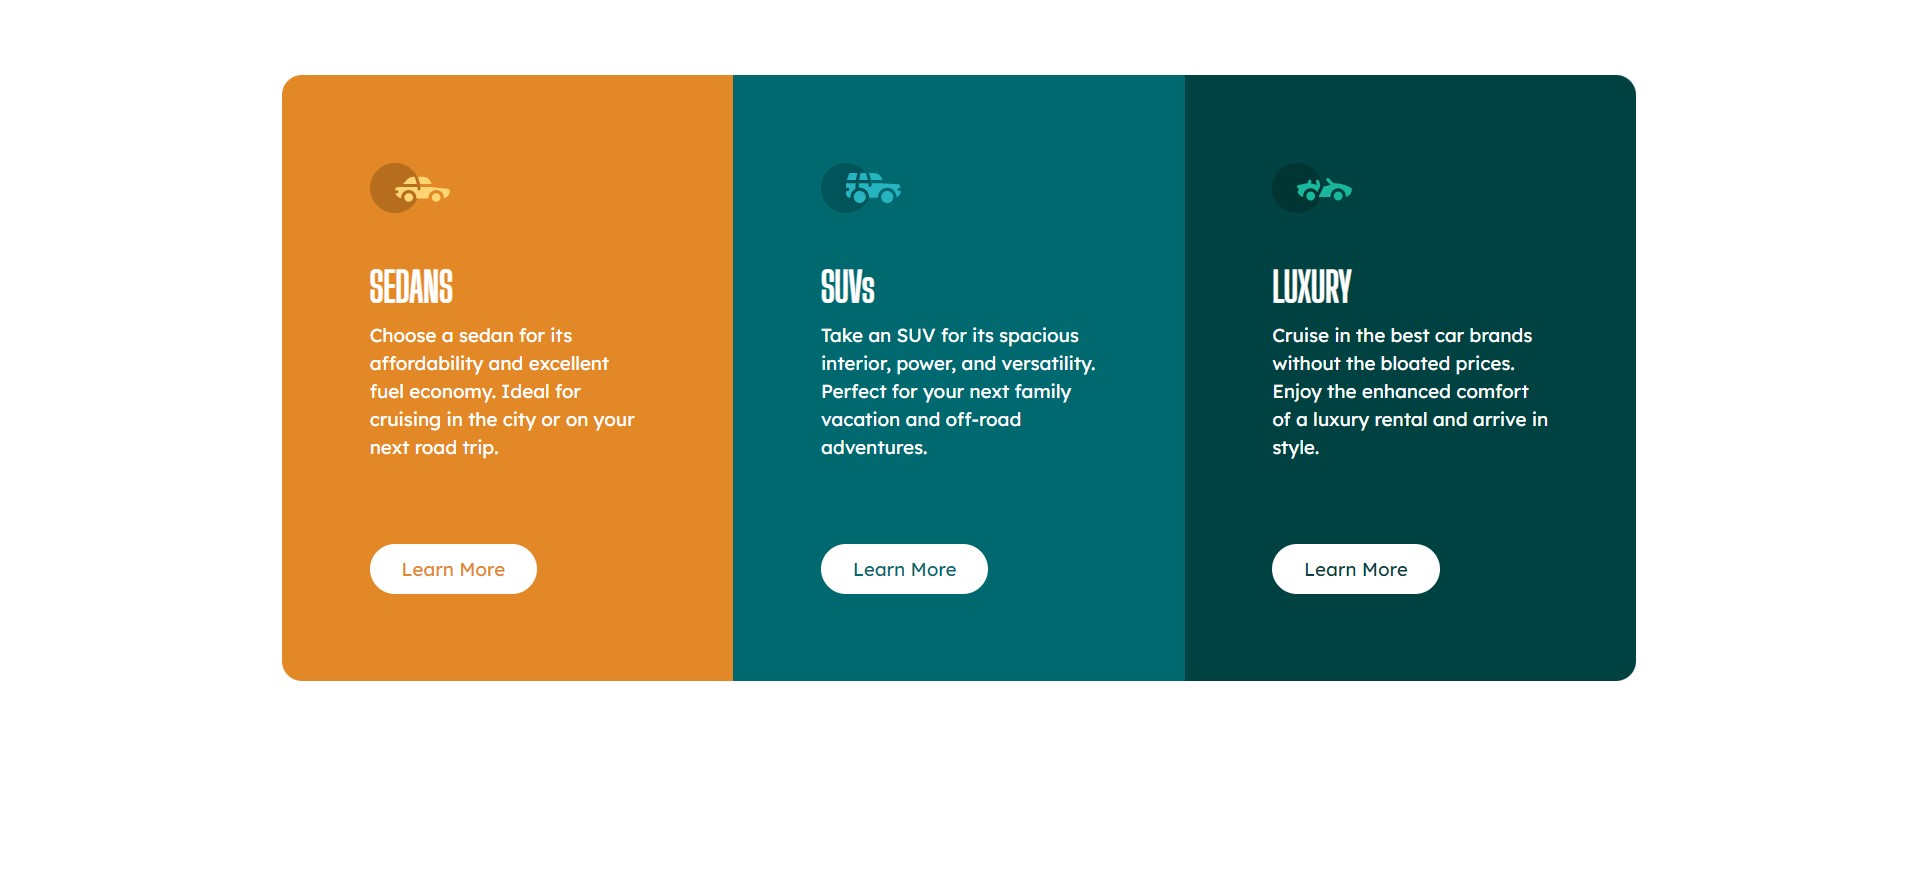 SEDANS
Choose a sedan for its
affordability and excellent
fuel economy. Ideal for
cruising in the city or on your
next road trip.
Learn More
SUVs
Take an SUV for its spacious
interior, power, and versatility.
Perfect for your next family
vacation and off-road
adventures.
Learn More
LUXURY
Cruise in the best car brands
without the bloated prices.
Enjoy the enhanced comfort
of a luxury rental and arrive in
style.
Learn More